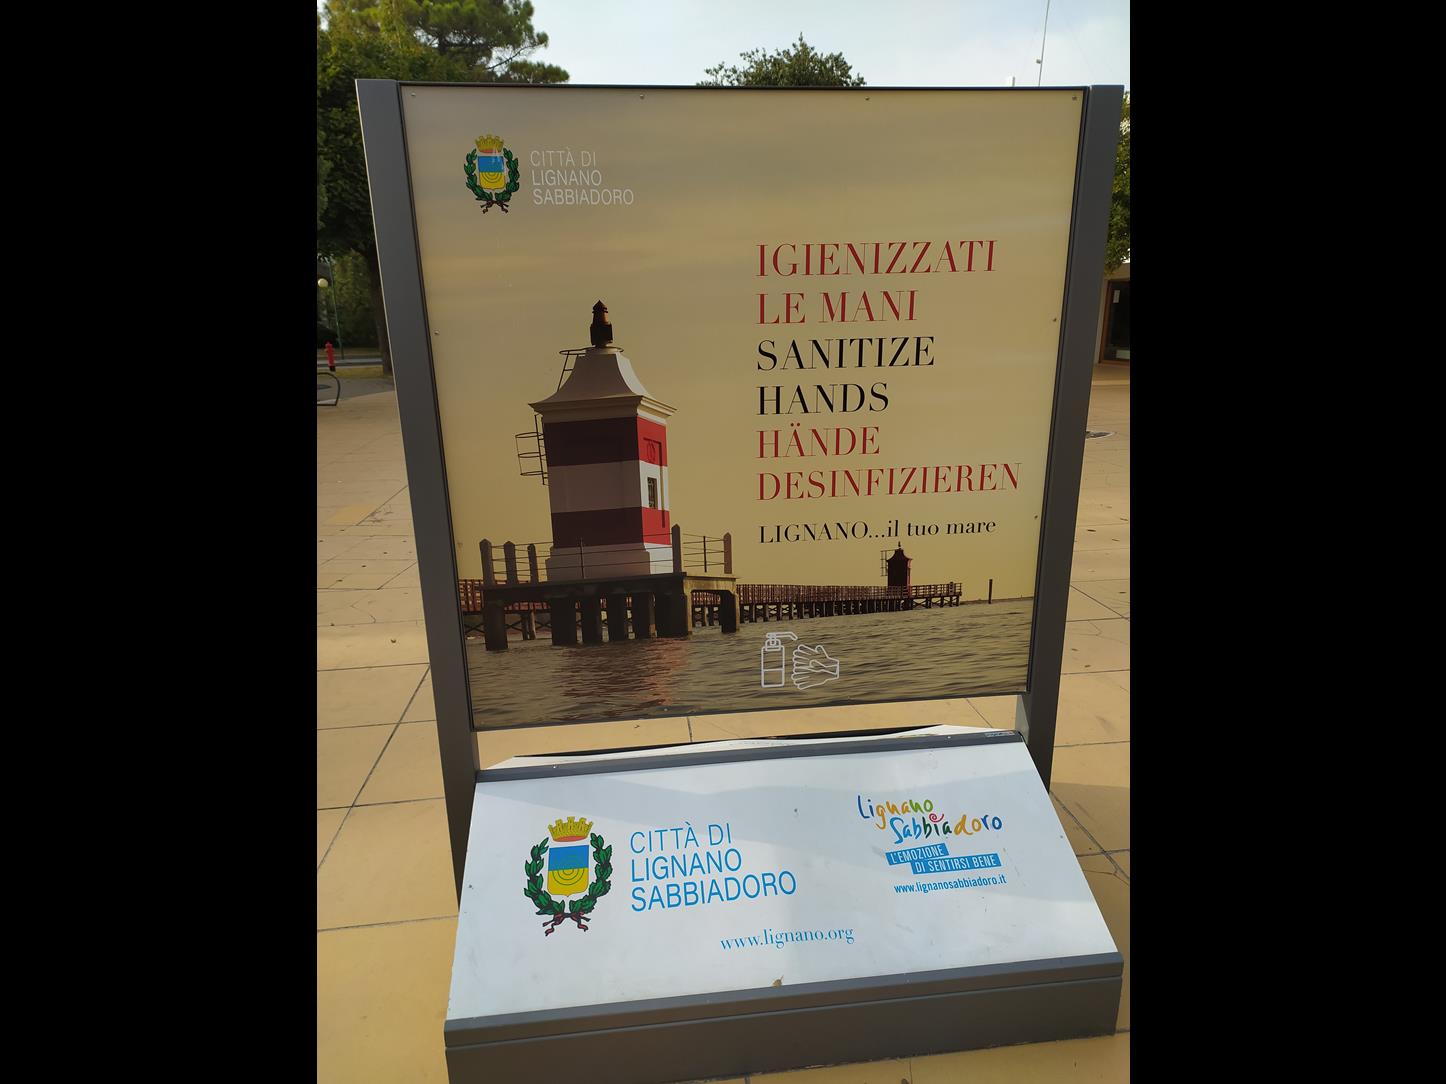 CITTÀ DI
LIGNANO
SABBIADORO
IGIENIZZATI
LE MANI
SANITIZE
HANDS
HÄNDE
DESINFIZIEREN
LIGNANO...il tuo mare
CITTÀ DI
LIGNANO
SABBIADORO
Lignano
Sabbiadoro
L'EMOZIONE
DI SENTIRSI BENE
www.lignanosabbiadoro.it
www.lignano.org